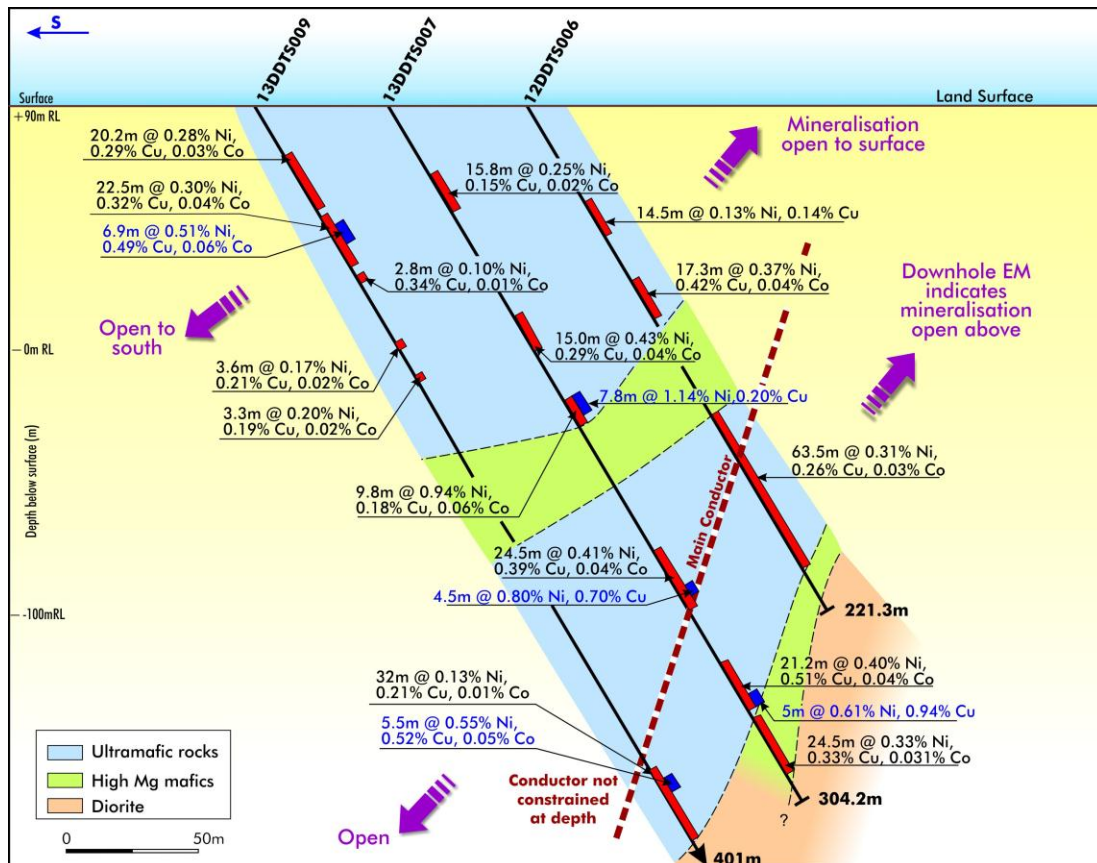 S
13DDTS009
13DDTS007
12DDTS006
Surface
Land Surface
+90m RL
20.2m @ 0.28% Ni,
0.29% Cu, 0.03% Co
22.5m @ 0.30% Ni,
0.32% Cu, 0.04% Co
6.9m @ 0.51% Ni,
0.49% Cu, 0.06% Co
15.8m @ 0.25% Ni,
0.15% Cu, 0.02% Co
Mineralisation
open to surface
14.5m @ 0.13% Ni, 0.14% Cu
2.8m @ 0.10% Ni,
0.34% Cu, 0.01% Co
17.3m @ 0.37% Ni,
0.42% Cu, 0.04% Co
Downhole EM
indicates
mineralisation
open above
Open to
south
0m RL
15.0m @ 0.43% Ni,
0.29% Cu, 0.04% Co
3.6m @ 0.17% Ni,
0.21% Cu, 0.02% Co
7.8m @ 1.14% Ni,0.20% Cu
3.3m @ 0.20% Ni,
0.19% Cu, 0.02% Co
63.5m @ 0.31% Ni,
0.26% Cu, 0.03% Co
Depth below surface (m)
9.8m @ 0.94% Ni,
0.18% Cu, 0.06% Co
Main Conductor
24.5m @ 0.41% Ni,
0.39% Cu, 0.04% Co
4.5m @ 0.80% Ni, 0.70% Cu
-100mRL
221.3m
32m @ 0.13% Ni,
0.21% Cu, 0.01% Co
5.5m @ 0.55% Ni,
0.52% Cu, 0.05% Co
21.2m @ 0.40% Ni,
0.51% Cu, 0.04% Co
5m @ 0.61% Ni, 0.94% Cu
24.5m @ 0.33% Ni,
0.33% Cu, 0.031% Co
Ultramafic rocks
High Mg mafics
Diorite
0 50m
Conductor not
constrained
at depth
Open
304.2m
?
401m